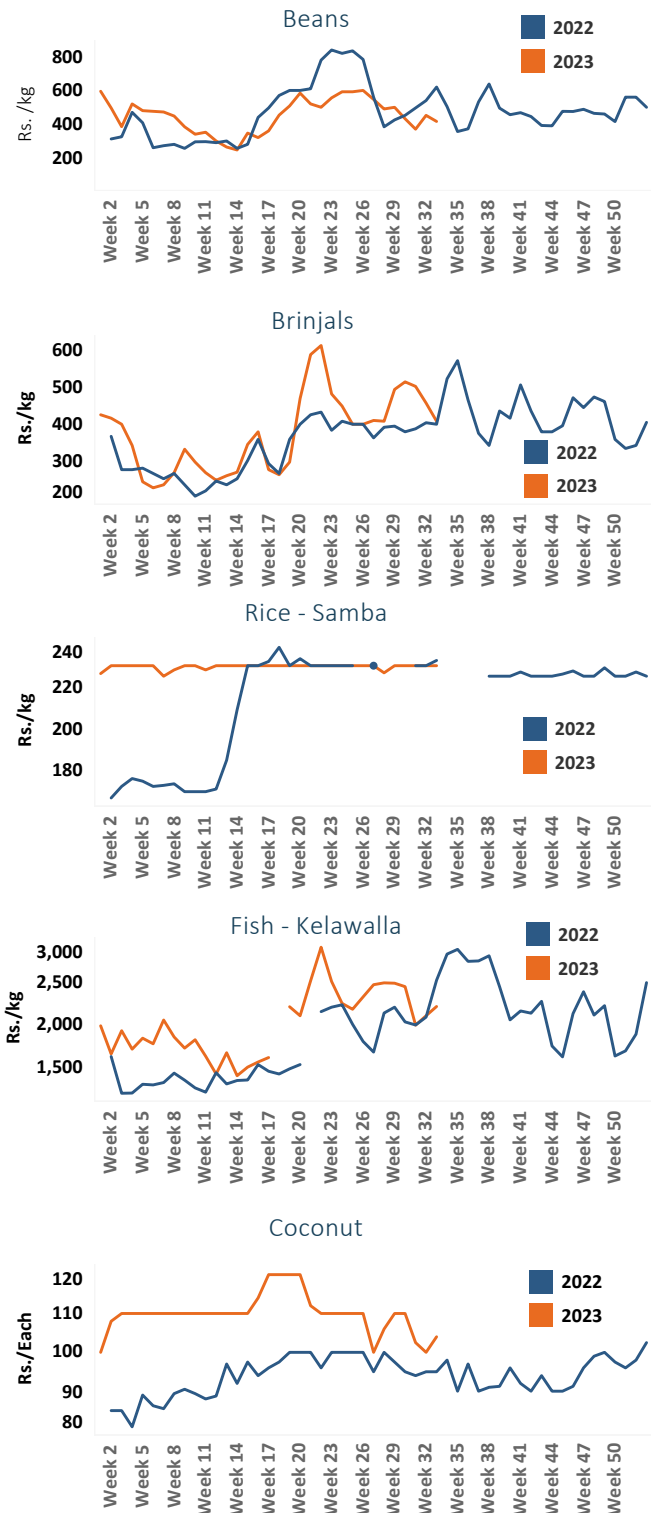 Beans
2022
2023
Rs. /kg
800
600
400
200
Week 2
Week 5
Week 8
Week 11
Week 14
Week 17
Week 20
Week 23
Week 26
Week 29
Week 32
Week 35
Week 38
Week 41
Week 44
Week 47
Week 50
Brinjals
Rs./kg
600
500
400
300
200
2022
2023
Week 2
Week 5
Week 8
Week 11
Week 14
Week 17
Week 20
Week 23
Week 26
Week 29
Week 32
Week 35
Week 38
Week 41
Week 44
Week 47
Week 50
Rice - Samba
Rs./kg
240
220
200
180
2022
2023
Week 2
Week 5
Week 8
Week 11
Week 14
Week 17
Week 20
Week 23
Week 26
Week 29
Week 32
Week 35
Week 38
Week 41
Week 44
Week 47
Week 50
Fish - Kelawalla
2022
2023
Rs./kg
3,000
2,500
2,000
1,500
Week 2
Week 5
Week 8
Week 11
Week 14
Week 17
Week 20
Week 23
Week 26
Week 29
Week 32
Week 35
Week 38
Week 41
Week 44
Week 47
Week 50
Coconut
2022
2023
Rs./Each
120
110
100
90
80
Week 2
Week 5
Week 8
Week 11
Week 14
Week 17
Week 20
Week 23
Week 26
Week 29
Week 32
Week 35
Week 38
Week 41
Week 44
Week 47
Week 50